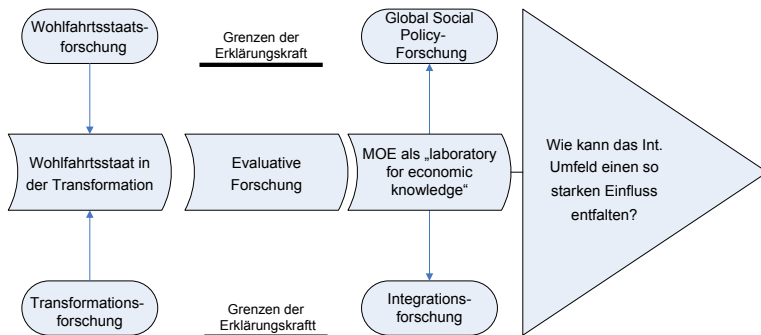 Wohlfahrtsstaats-
forschung
Grenzen der
Erklärungskraft
Global Social
Policy-
Forschung
Wohlfahrtsstaat in
der Transformation
Evaluative
Forschung
MOE als „laboratory
for economic
knowledge“
Wie kann das Int.
Umfeld einen so
starken Einfluss
entfalten?
Transformations-
forschung
Grenzen der
Erklärungskraftt
Integrations-
forschung